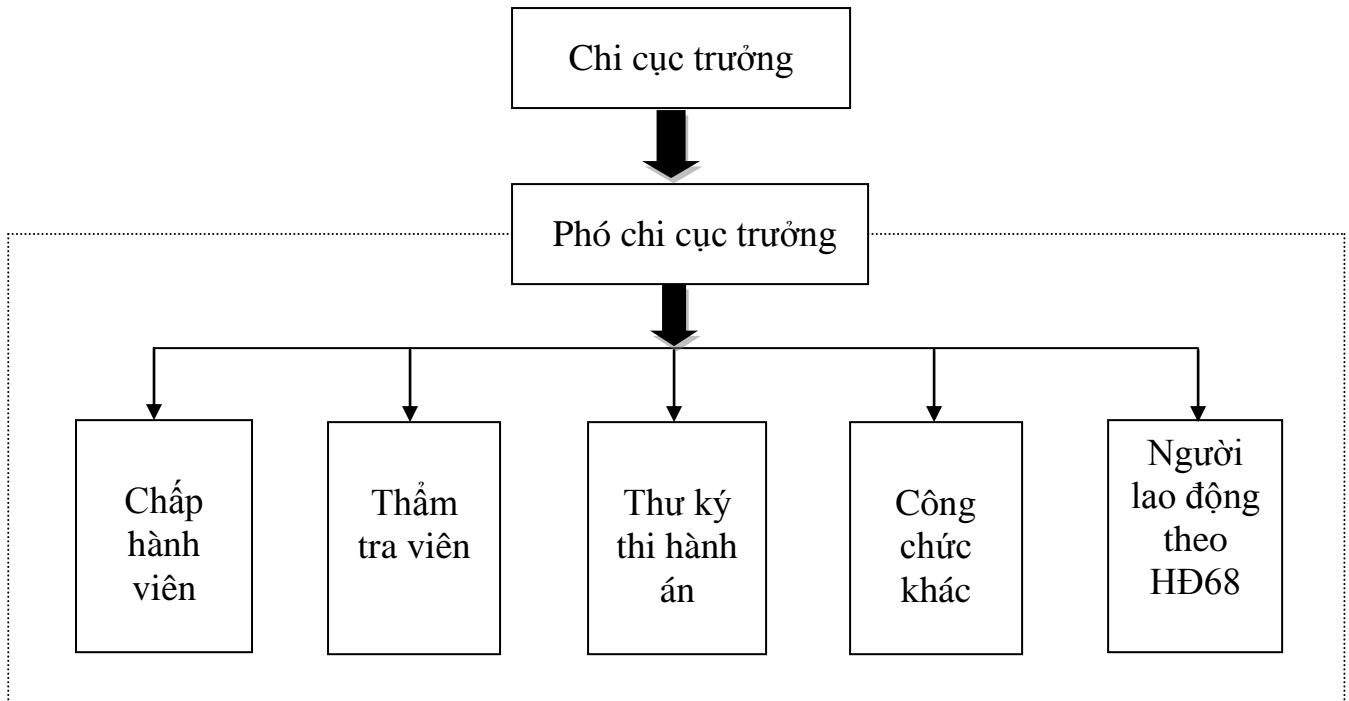 Chi cục trưởng
Phó chi cục trưởng
Chấp
hành
viên
Thẩm
tra viên
Thư ký
thi hành
án
Công
chức
khác
Người
lao động
theo
HĐ68